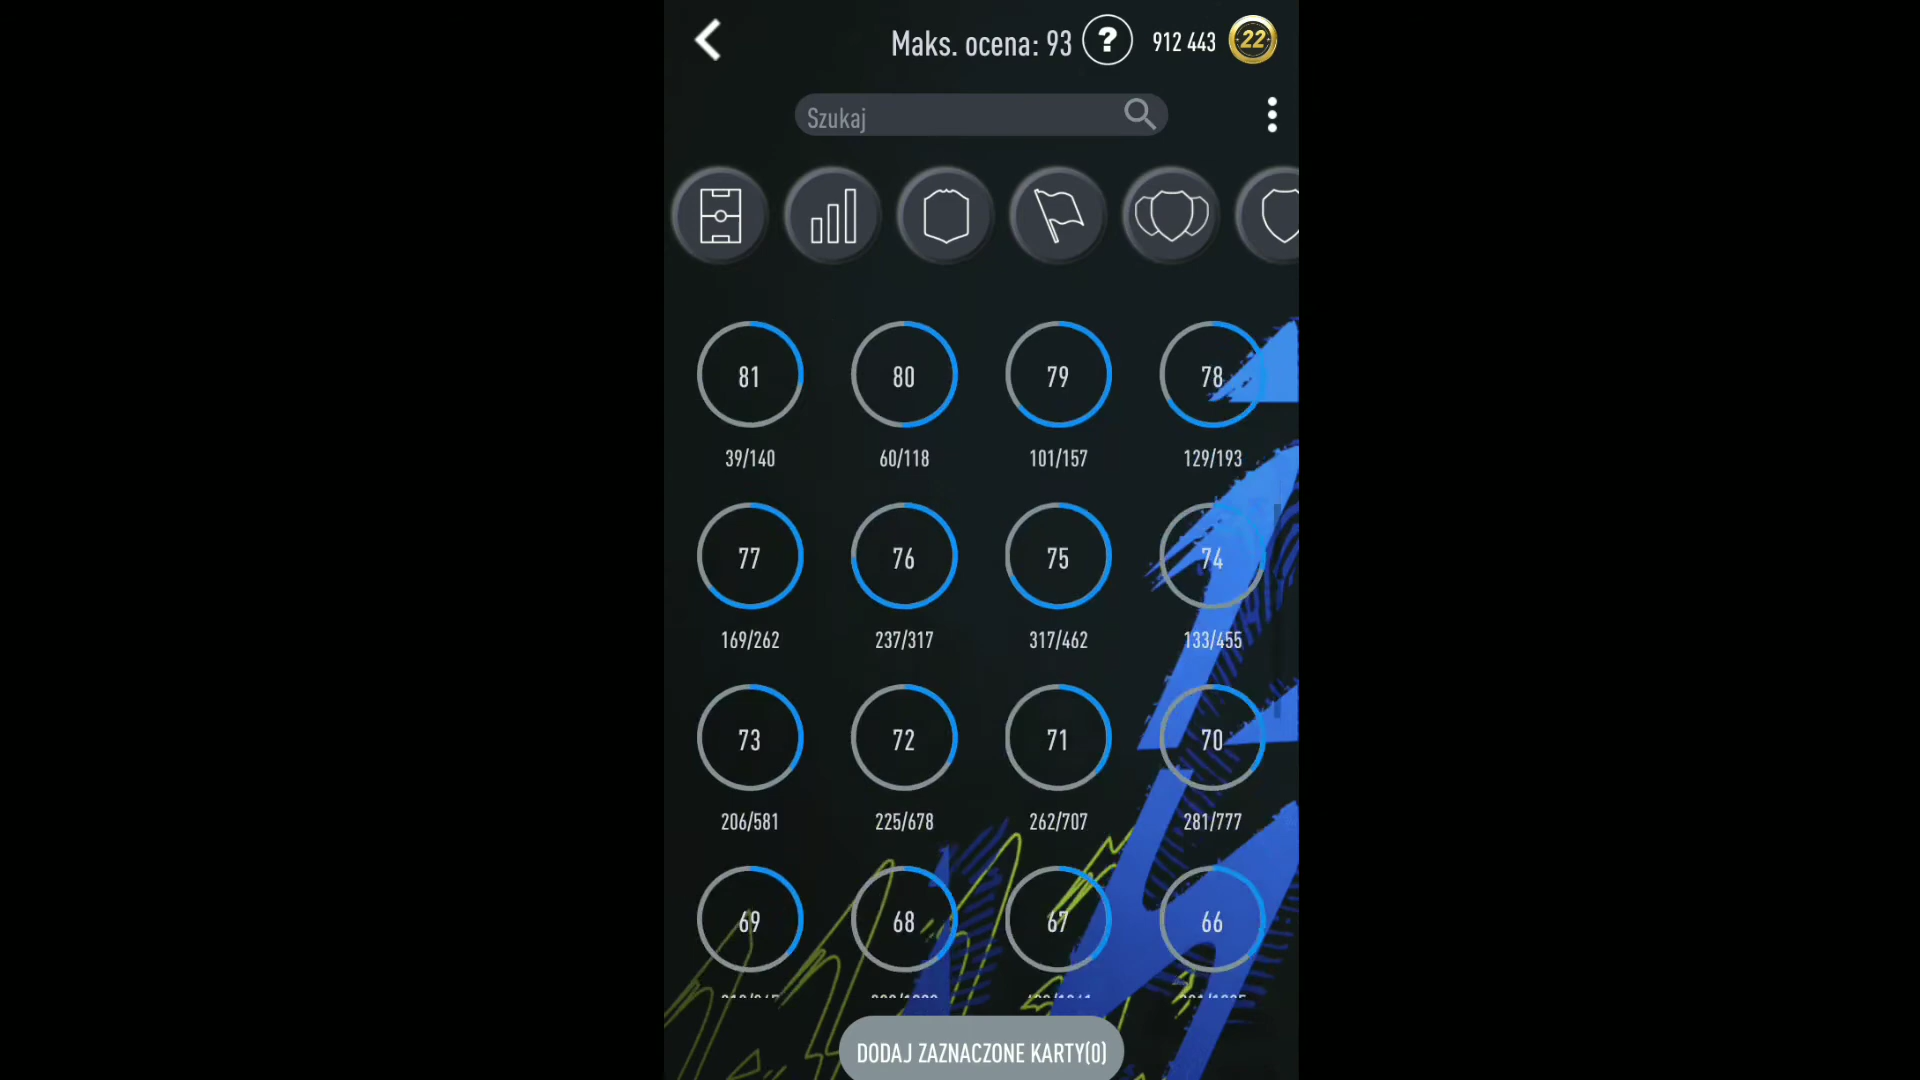 Maks. ocena: 93 ? 912 443 22
Szukaj
81 80 79 78
39/140 60/118 101/157 129/193
77 76 75 74
169/262 237/317 317/462 133/455
73 72 71 70
206/581 225/678 262/707 281/777
69 68 67 66
DODAJ ZAZNACZONE KARTY(0)